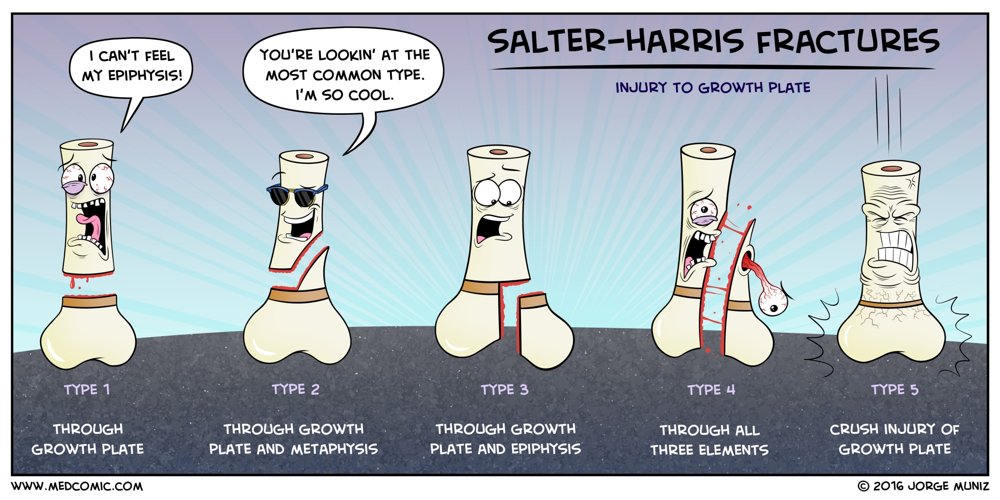 SALTER-HARRIS FRACTURES
INJURY TO GROWTH PLATE
I CAN'T FEEL
MY EPIPHYSIS!
YOU'RE LOOKIN' AT THE
MOST COMMON TYPE.
I'M SO COOL.
TYPE 1
THROUGH
GROWTH PLATE
TYPE 2
THROUGH GROWTH
PLATE AND METAPHYSIS
TYPE 3
THROUGH GROWTH
PLATE AND EPIPHYSIS
TYPE 4
THROUGH ALL
THREE ELEMENTS
TYPE 5
CRUSH INJURY OF
GROWTH PLATE
WWW.MEDCOMIC.COM
© 2016 JORGE MUNIZ